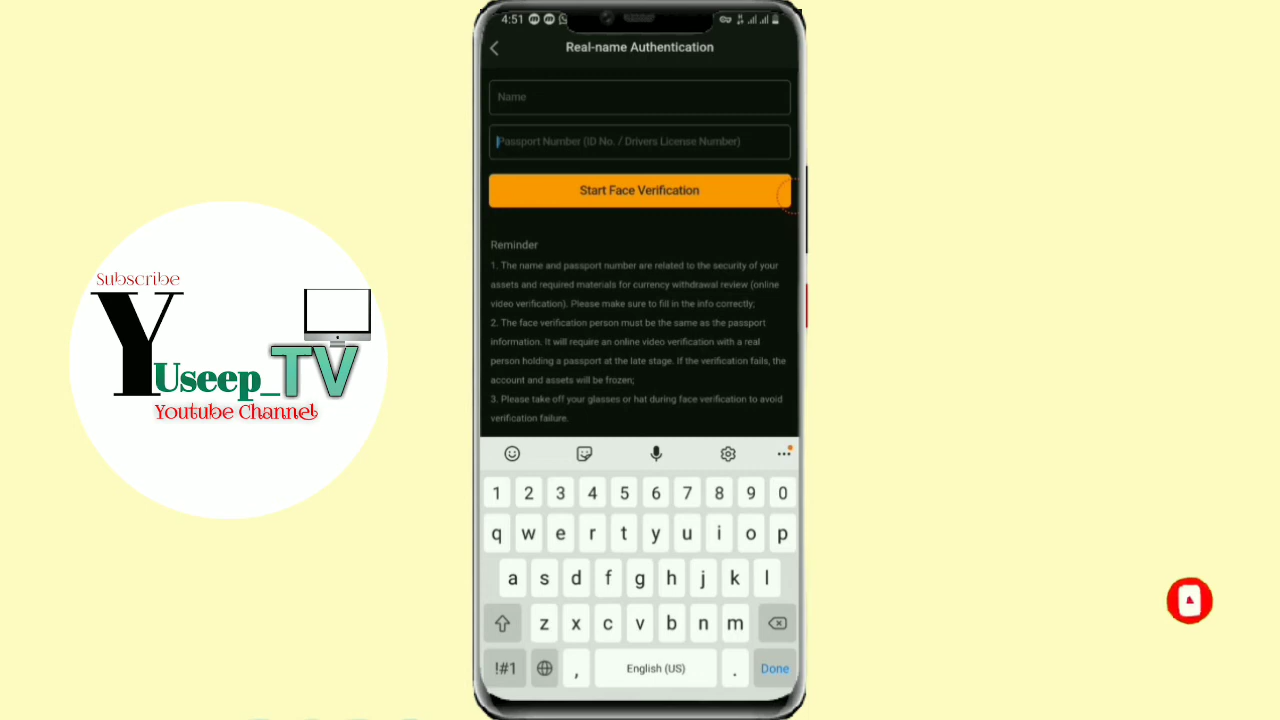 4:51
Real-name Authentication
Name
Passport Number (ID No. / Drivers License Number)
Start Face Verification
Reminder
1. The name and passport number are related to the security of your
assets and required materials for currency withdrawal review (online
video verification). Please make sure to fill in the info correctly;
2. The face verification person must be the same as the passport
information. It will require an online video verification with a real
person holding a passport at the late stage. If the verification fails, the
account and assets will be frozen;
3. Please take off your glasses or hat during face verification to avoid
verification failure.
Subscribe
Y
Useep_TV
Youtube Channel
1 2 3 4 5 6 7 8 9 0
q w e r t y u i o p
a s d f g h j k l
z x c v b n m
!#1 , English (US) . Done